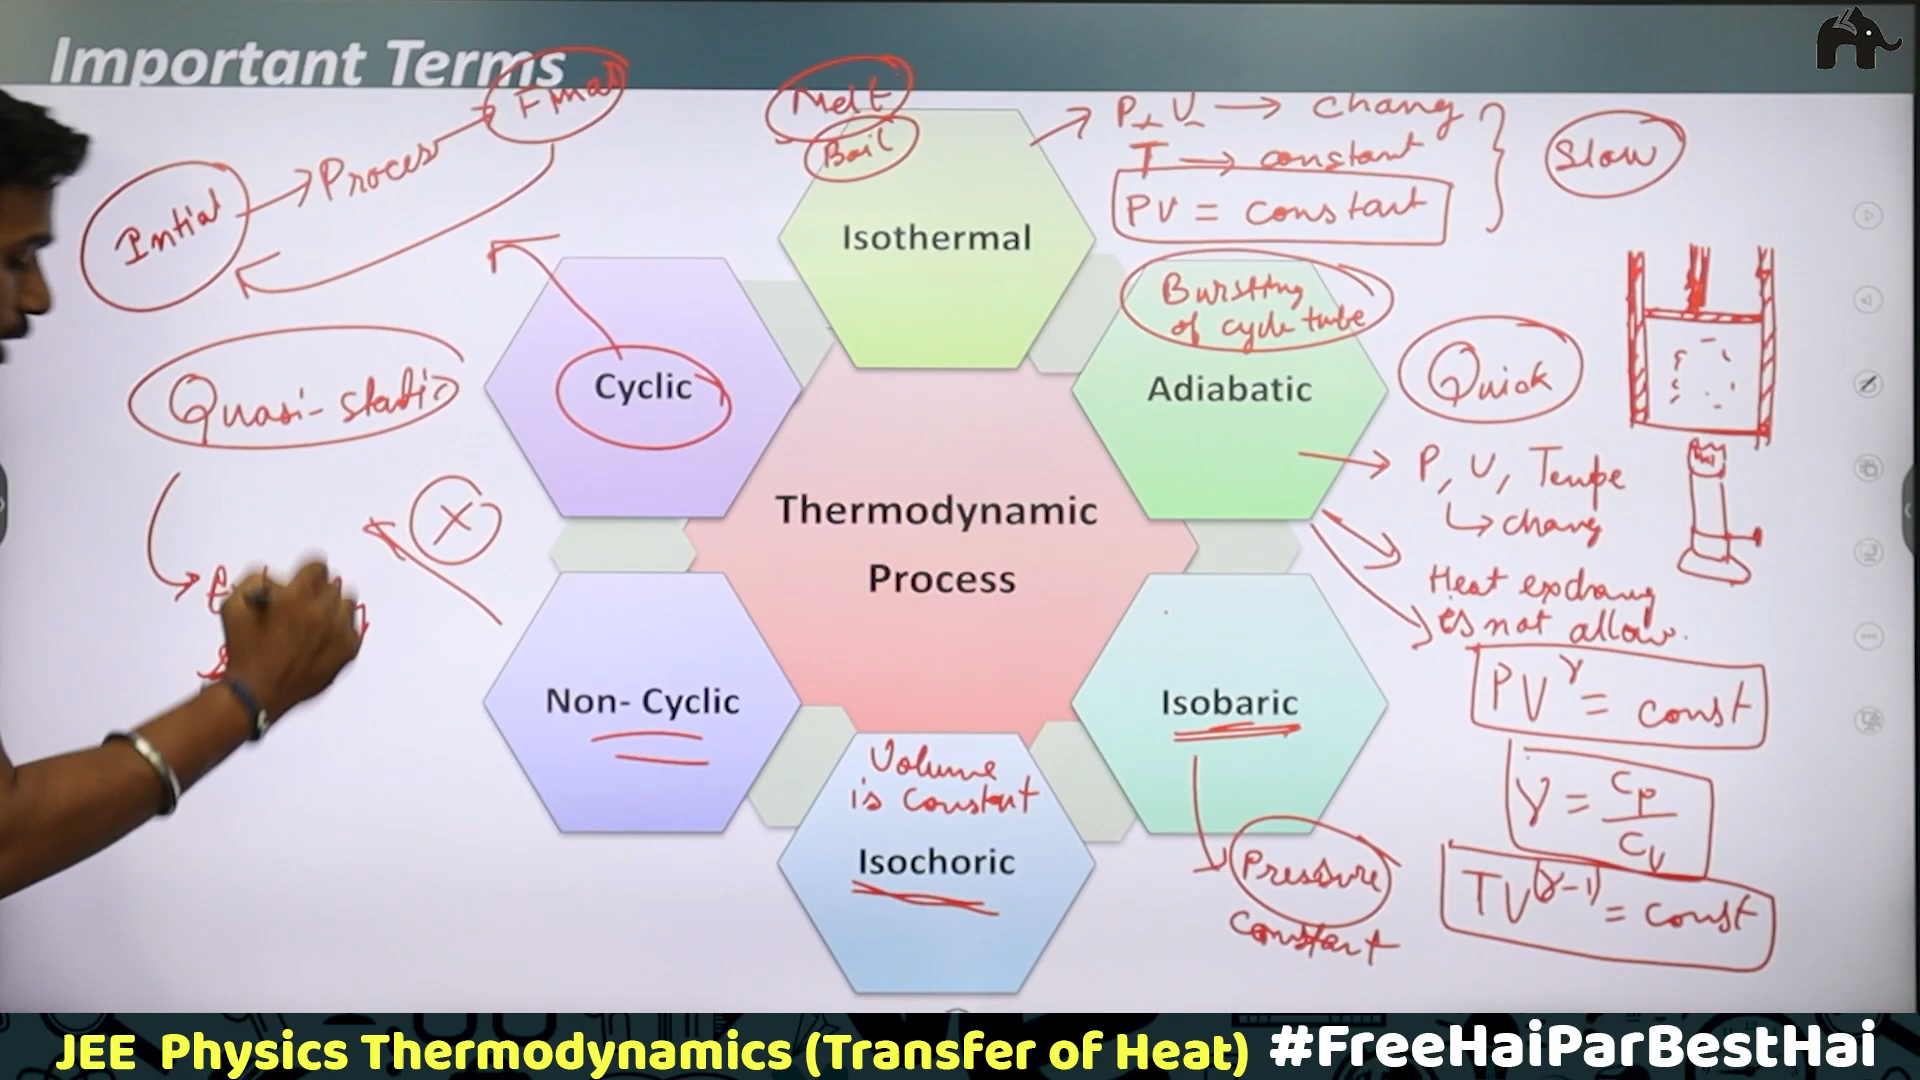 Important Terms
Intial
Proces
Final
Melt
Boil
P, V → chang
T → constant
PV = constant
Slow
Isothermal
Bursting
of cycle tube
Adiabatic
Quick
Cyclic
Quasi-static
X
P, V, Tempe
↳ chang
Heat exchang
is not allow.
Thermodynamic
Process
PV^γ = const
γ = Cp/Cv
TV^(γ-1) = const
Non- Cyclic
Isobaric
Pressure
constant
Volume
is constant
Isochoric
JEE Physics Thermodynamics (Transfer of Heat) #FreeHaiParBestHai